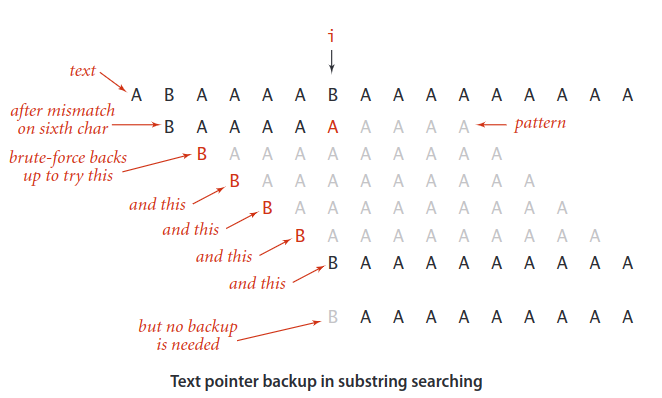 i
text
A B A A A A B A A A A A A A A A
after mismatch
on sixth char
B A A A A A A A A A
pattern
brute-force backs
up to try this
B A A A A A A A A A
and this
B A A A A A A A A A
and this
B A A A A A A A A A
and this
B A A A A A A A A A
and this
B A A A A A A A A A
but no backup
is needed
B A A A A A A A A A
Text pointer backup in substring searching